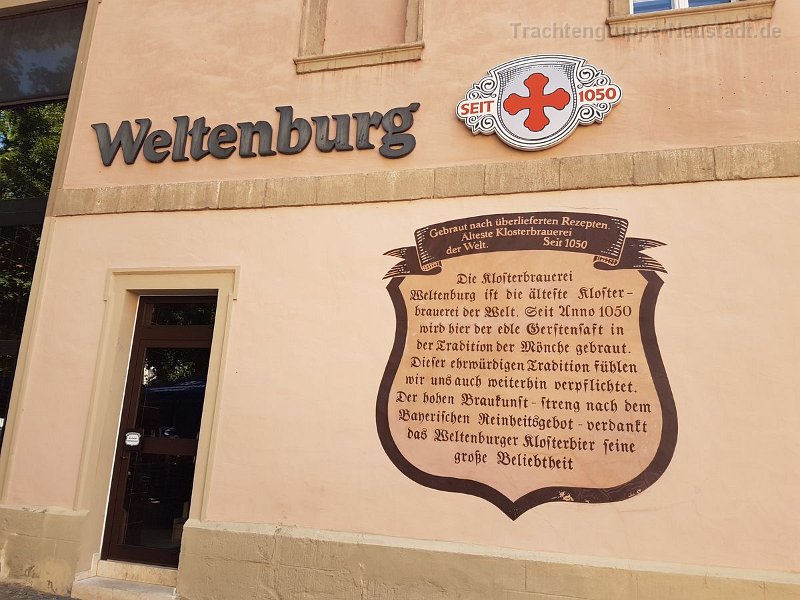 Trachtengruppe-Neustadt.de
Weltenburg
SEIT 1050
Gebraut nach überlieferten Rezepten.
Älteste Klosterbrauerei
der Welt. Seit 1050
Die Klosterbrauerei
Weltenburg ist die älteste Kloster-
brauerei der Welt. Seit Anno 1050
wird hier der edle Gerstensaft in
der Tradition der Mönche gebraut.
Dieser ehrwürdigen Tradition fühlen
wir uns auch weiterhin verpflichtet.
Der hohen Braukunst - streng nach dem
Bayerischen Reinheitsgebot - verdankt
das Weltenburger Klosterbier seine
große Beliebtheit